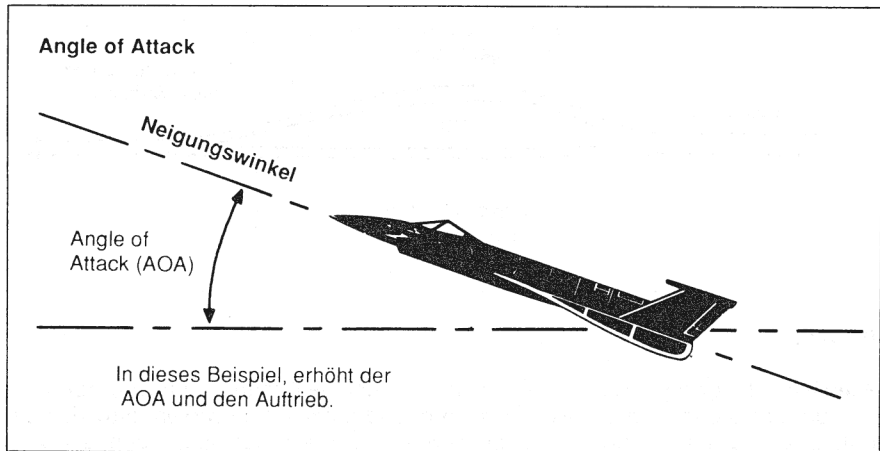 Angle of Attack
Neigungswinkel
Angle of
Attack (AOA)
In dieses Beispiel, erhöht der
AOA und den Auftrieb.